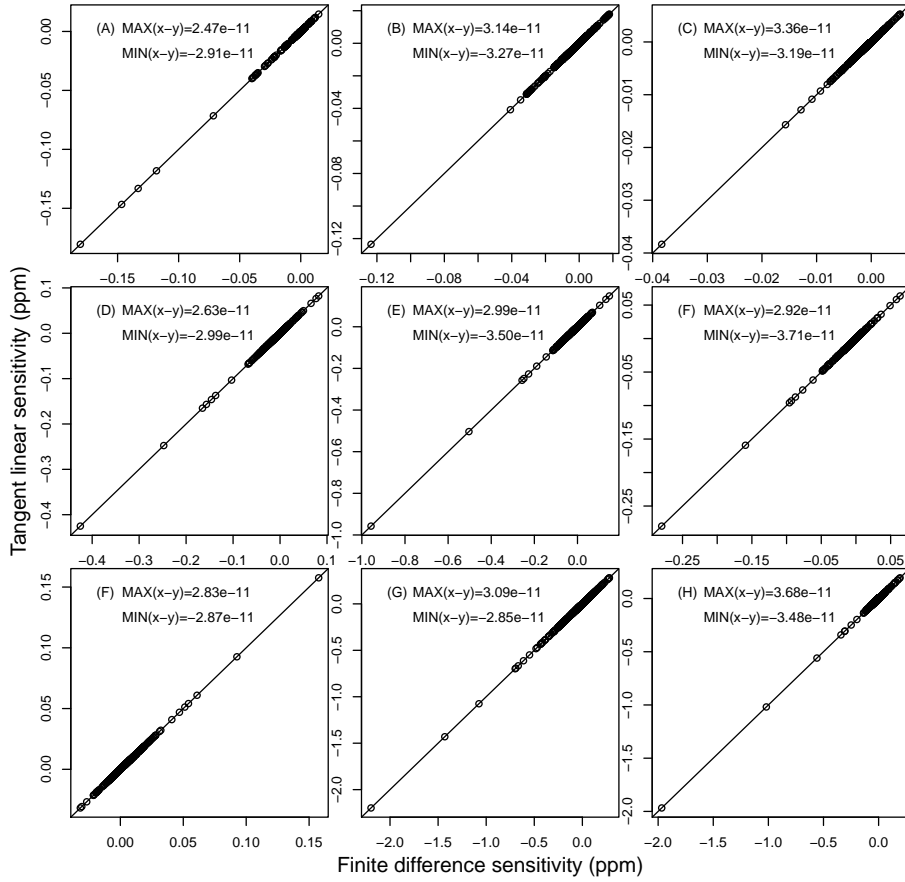 (A) MAX(x−y)=2.47e−11
MIN(x−y)=−2.91e−11
0.00
−0.05
−0.10
−0.15
−0.15 −0.10 −0.05 0.00
(B) MAX(x−y)=3.14e−11
MIN(x−y)=−3.27e−11
0.00
−0.04
−0.08
−0.12
−0.12 −0.08 −0.04 0.00
(C) MAX(x−y)=3.36e−11
MIN(x−y)=−3.19e−11
0.00
−0.01
−0.02
−0.03
−0.04
−0.04 −0.03 −0.02 −0.01 0.00
Tangent linear sensitivity (ppm)
(D) MAX(x−y)=2.63e−11
MIN(x−y)=−2.99e−11
0.1
0.0
−0.1
−0.2
−0.3
−0.4
−0.4 −0.3 −0.2 −0.1 0.0 0.1
(E) MAX(x−y)=2.99e−11
MIN(x−y)=−3.50e−11
0.0
−0.2
−0.4
−0.6
−0.8
−1.0
−1.0 −0.8 −0.6 −0.4 −0.2 0.0
(F) MAX(x−y)=2.92e−11
MIN(x−y)=−3.71e−11
0.05
−0.05
−0.15
−0.25
−0.25 −0.15 −0.05 0.05
(F) MAX(x−y)=2.83e−11
MIN(x−y)=−2.87e−11
0.15
0.10
0.05
0.00
0.00 0.05 0.10 0.15
(G) MAX(x−y)=3.09e−11
MIN(x−y)=−2.85e−11
0.0
−0.5
−1.0
−1.5
−2.0
−2.0 −1.5 −1.0 −0.5 0.0
(H) MAX(x−y)=3.68e−11
MIN(x−y)=−3.48e−11
0.0
−0.5
−1.0
−1.5
−2.0
−2.0 −1.5 −1.0 −0.5 0.0
Finite difference sensitivity (ppm)